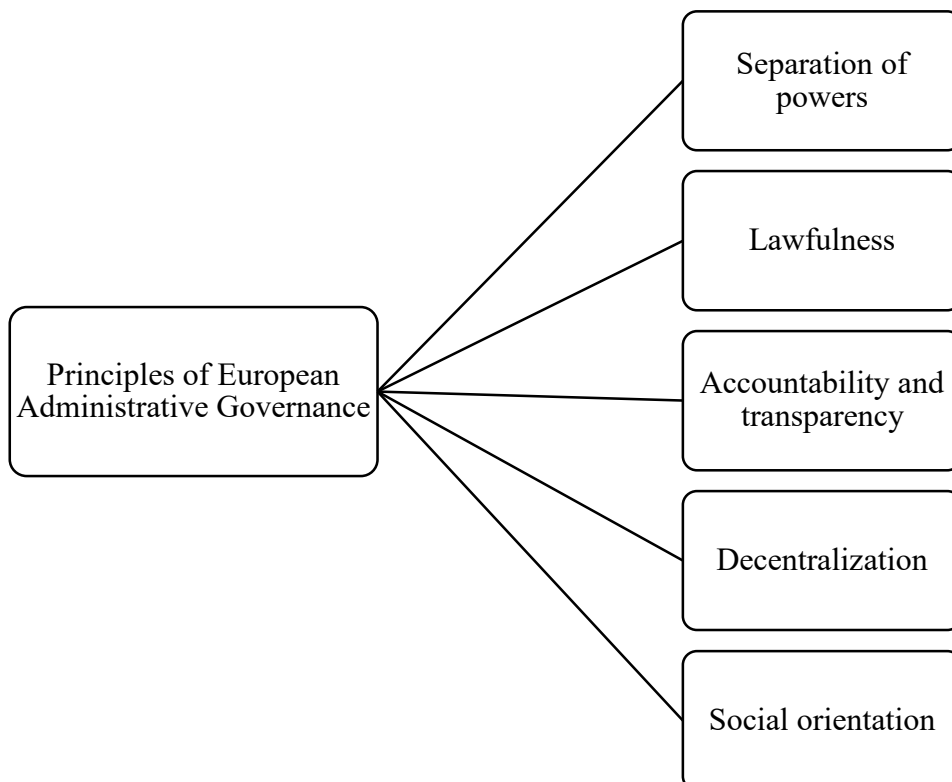 Separation of
powers
Lawfulness
Principles of European
Administrative Governance
Accountability and
transparency
Decentralization
Social orientation